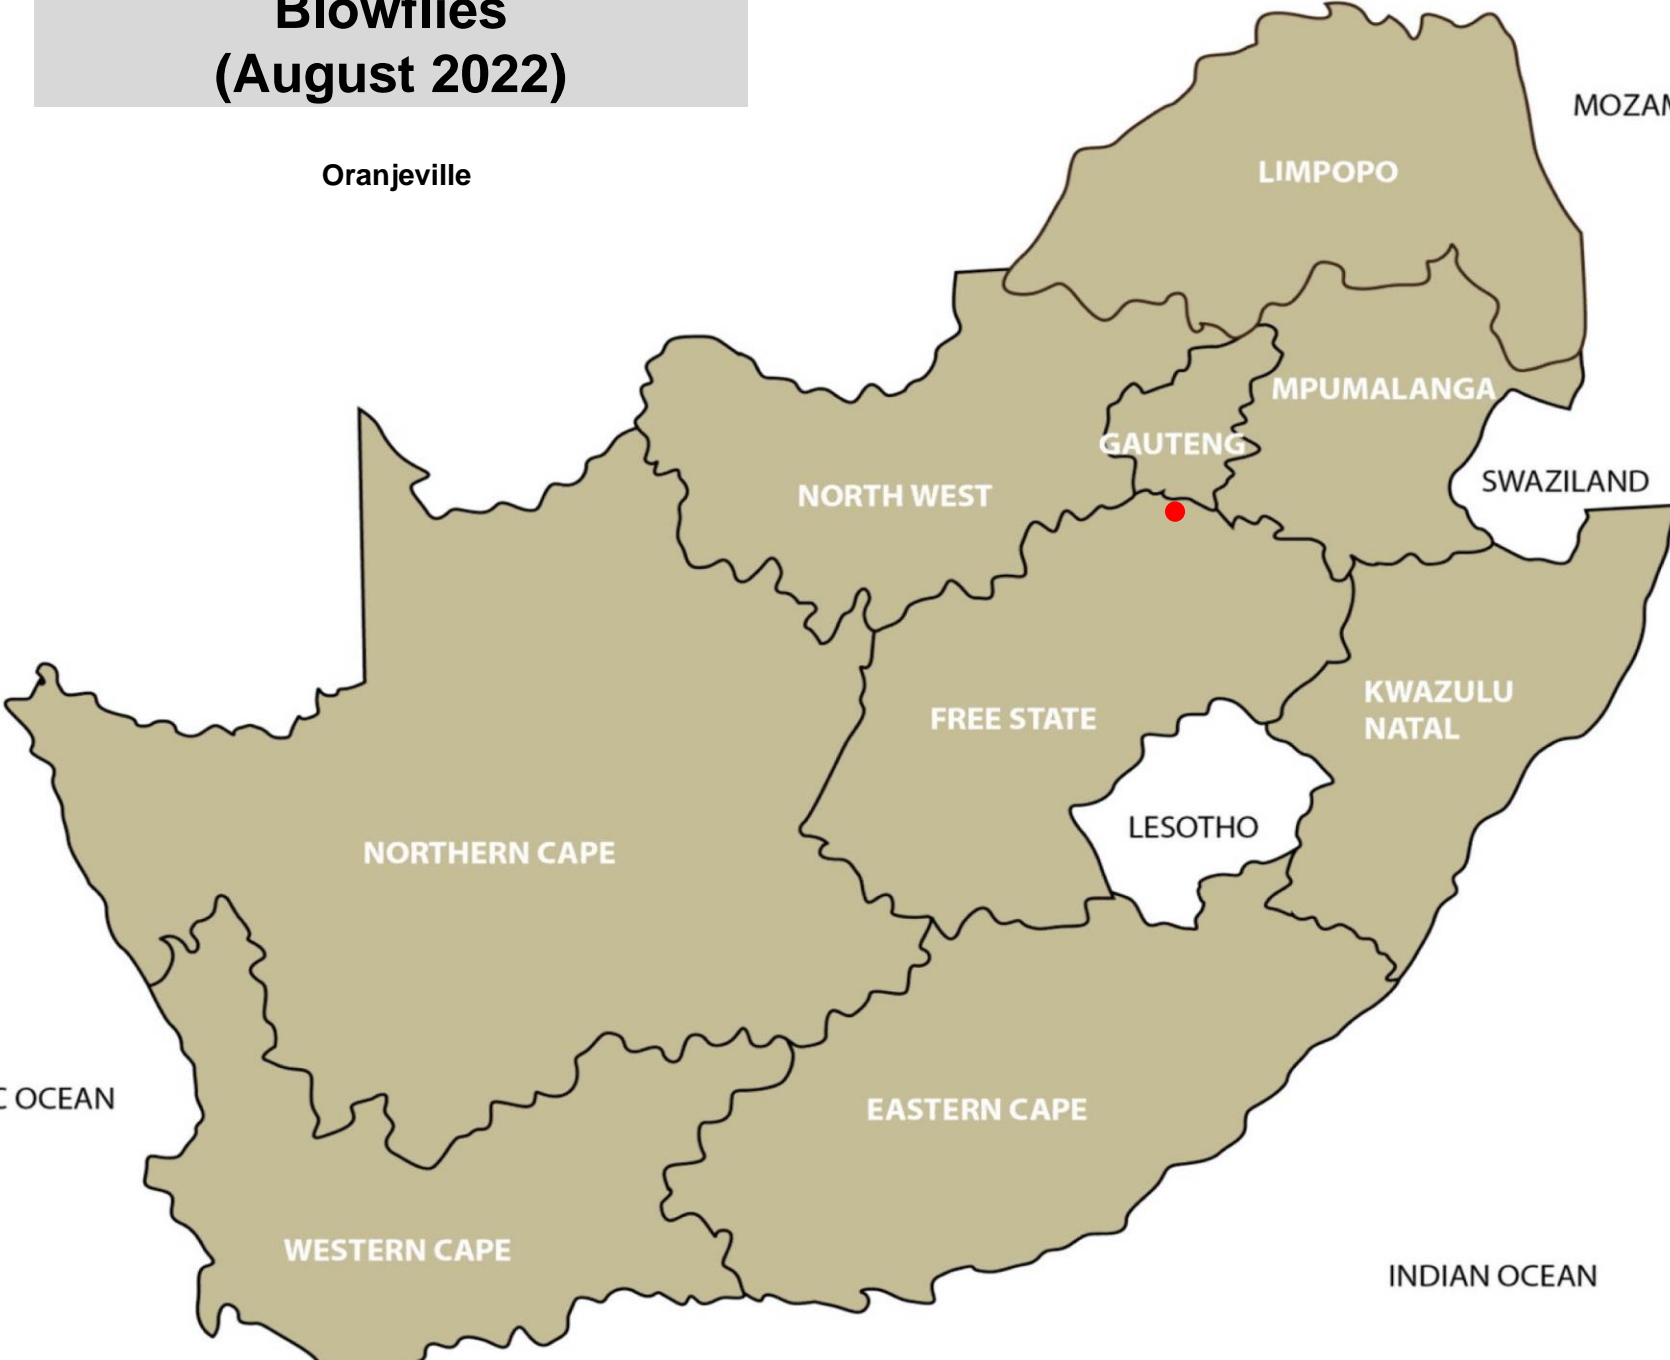 Blowflies
(August 2022)
Oranjeville
MOZAM
LIMPOPO
MPUMALANGA
GAUTENG
SWAZILAND
NORTH WEST
KWAZULU
NATAL
FREE STATE
LESOTHO
NORTHERN CAPE
C OCEAN
EASTERN CAPE
WESTERN CAPE
INDIAN OCEAN